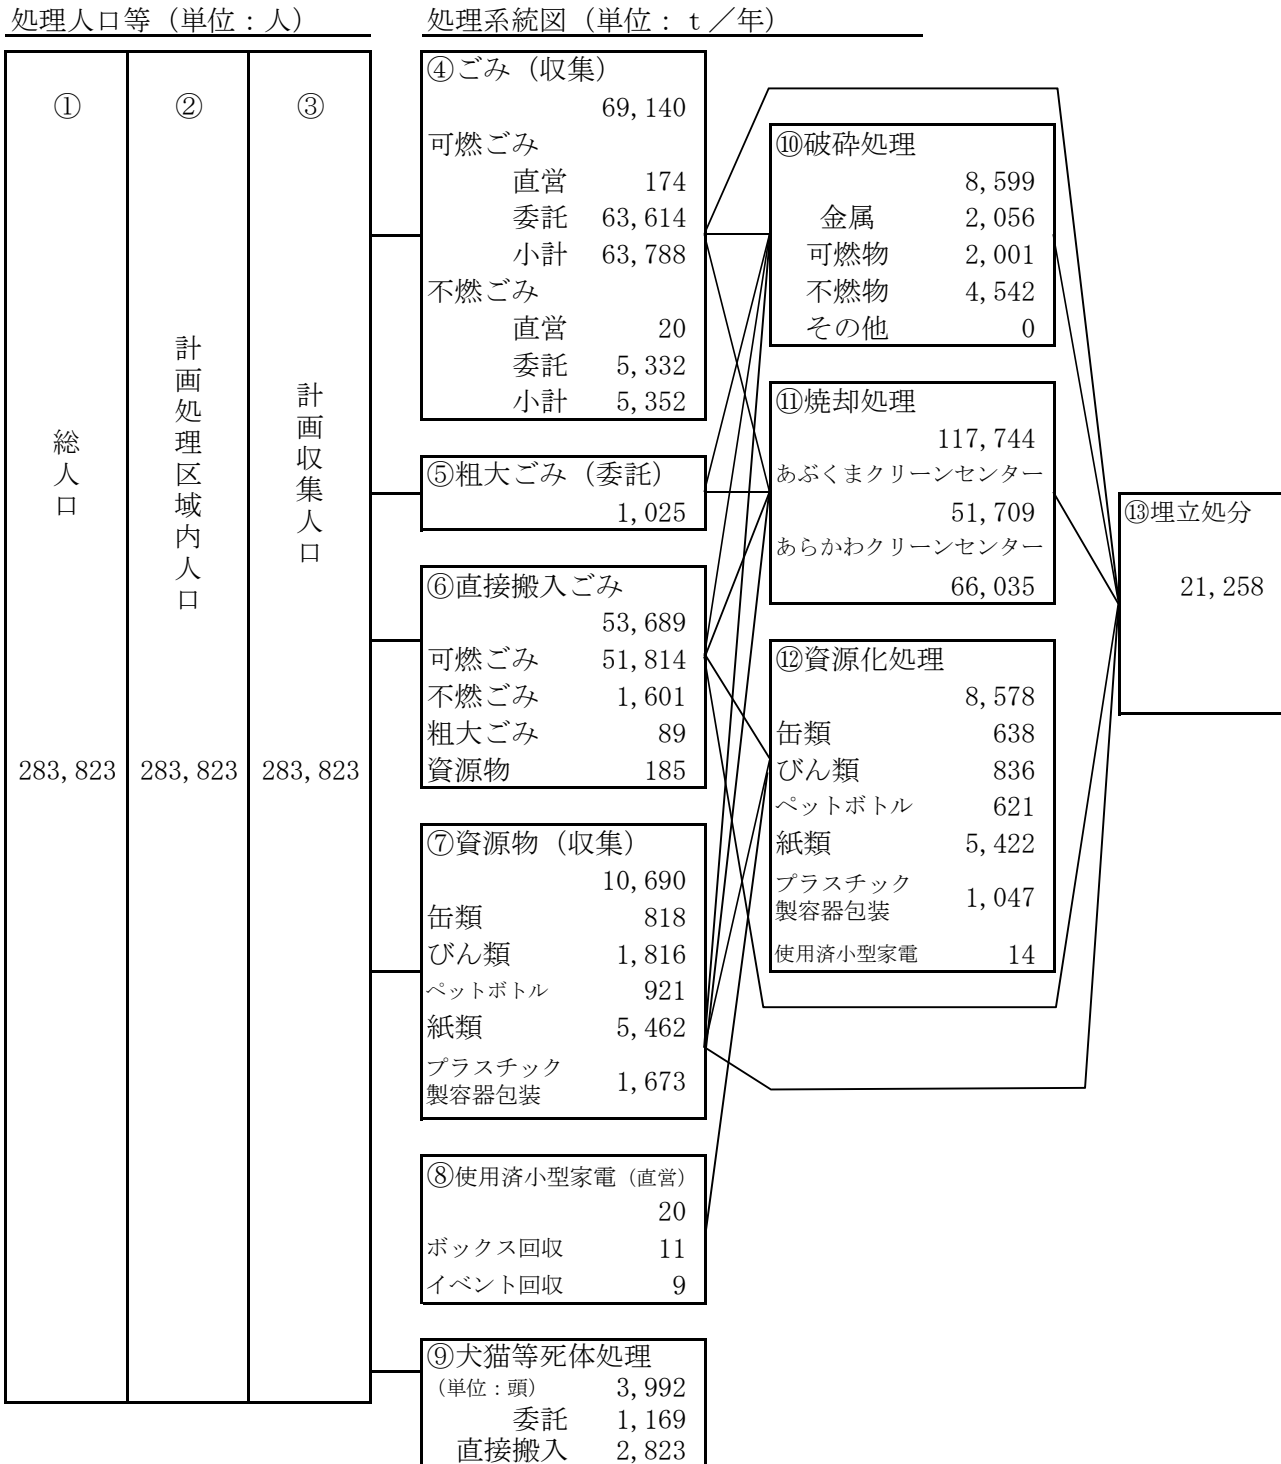 処理人口等（単位：人）
処理系統図（単位：ｔ／年）
①
総人口
283,823
②
計画処理区域内人口
283,823
③
計画収集人口
283,823
④ごみ（収集）
69,140
可燃ごみ
直営 174
委託 63,614
小計 63,788
不燃ごみ
直営 20
委託 5,332
小計 5,352
⑤粗大ごみ（委託）
1,025
⑥直接搬入ごみ
53,689
可燃ごみ 51,814
不燃ごみ 1,601
粗大ごみ 89
資源物 185
⑦資源物（収集）
10,690
缶類 818
びん類 1,816
ペットボトル 921
紙類 5,462
プラスチック
製容器包装 1,673
⑧使用済小型家電（直営）
20
ボックス回収 11
イベント回収 9
⑨犬猫等死体処理
（単位：頭） 3,992
委託 1,169
直接搬入 2,823
⑩破砕処理
8,599
金属 2,056
可燃物 2,001
不燃物 4,542
その他 0
⑪焼却処理
117,744
あぶくまクリーンセンター
51,709
あらかわクリーンセンター
66,035
⑫資源化処理
8,578
缶類 638
びん類 836
ペットボトル 621
紙類 5,422
プラスチック
製容器包装 1,047
使用済小型家電 14
⑬埋立処分
21,258